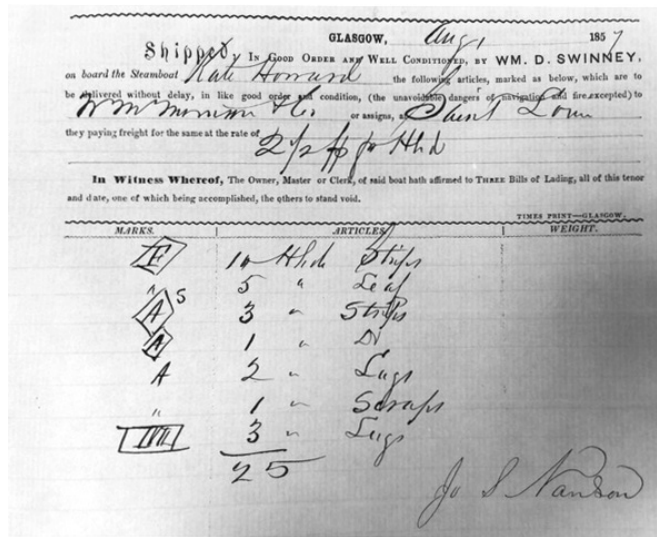 GLASGOW, Aug 1 1857
Shipped, IN GOOD ORDER AND WELL CONDITIONED, BY WM. D. SWINNEY,
on board the Steamboat Kate Howard the following articles, marked as below, which are to
be delivered without delay, in like good order and condition, (the unavoidable dangers of navigation and fire excepted) to
Wm Morrison & Co or assigns, at Saint Louis
they paying freight for the same at the rate of
2 1/2 $ pr Hhd
In Witness Whereof, The Owner, Master or Clerk, of said boat hath affirmed to THREE Bills of Lading, all of this tenor
and date, one of which being accomplished, the others to stand void.
TIMES PRINT—GLASGOW.
MARKS. ARTICLES. WEIGHT.
F 10 Hhds Strips
" 5 " Leaf
A S 3 " Strips
A 1 " Do
A 2 " Lugs
" 1 " Scraps
3 " Lugs
25
Jo S Nanson